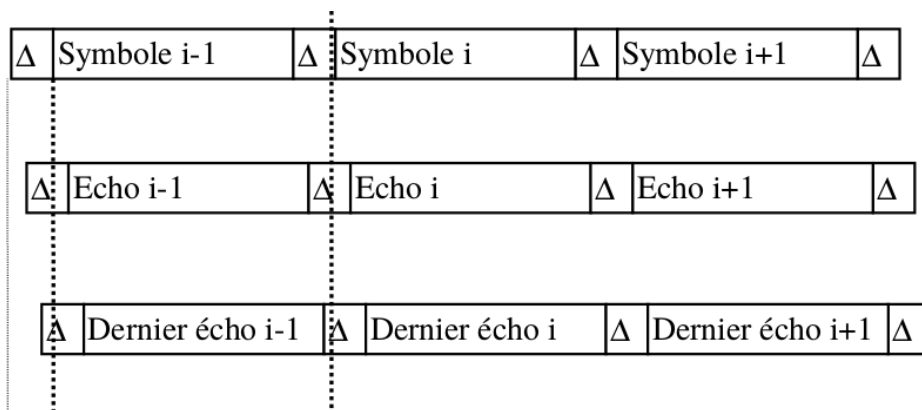 Δ Symbole i-1 Δ Symbole i Δ Symbole i+1 Δ
Δ Echo i-1 Δ Echo i Δ Echo i+1 Δ
Δ Dernier écho i-1 Δ Dernier écho i Δ Dernier écho i+1 Δ